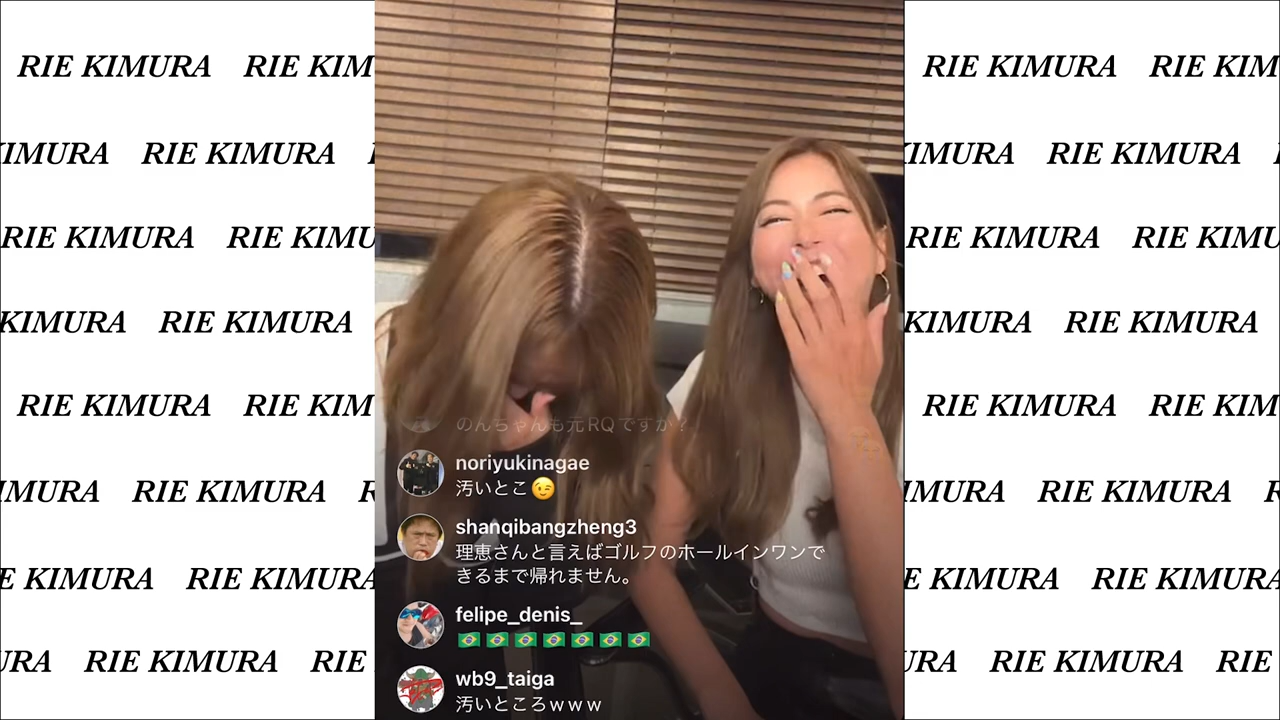 RIE KIMURA RIE KIM
IMURA RIE KIMURA
RIE KIMURA RIE KIMU
KIMURA RIE KIMURA
RIE KIMURA RIE KIM
IMURA RIE KIMURA R
E KIMURA RIE KIMURA
URA RIE KIMURA RIE
のんちゃんも元RQですか？
noriyukinagae
汚いとこ😉
shanqibangzheng3
理恵さんと言えばゴルフのホールインワンで
きるまで帰れません。
felipe_denis_
🇧🇷🇧🇷🇧🇷🇧🇷🇧🇷🇧🇷🇧🇷
wb9_taiga
汚いところｗｗｗ
RIE KIMURA RIE KIM
IMURA RIE KIMURA
RIE KIMURA RIE KIMU
KIMURA RIE KIMURA
RIE KIMURA RIE KIM
IMURA RIE KIMURA R
E KIMURA RIE KIMURA
URA RIE KIMURA RIE